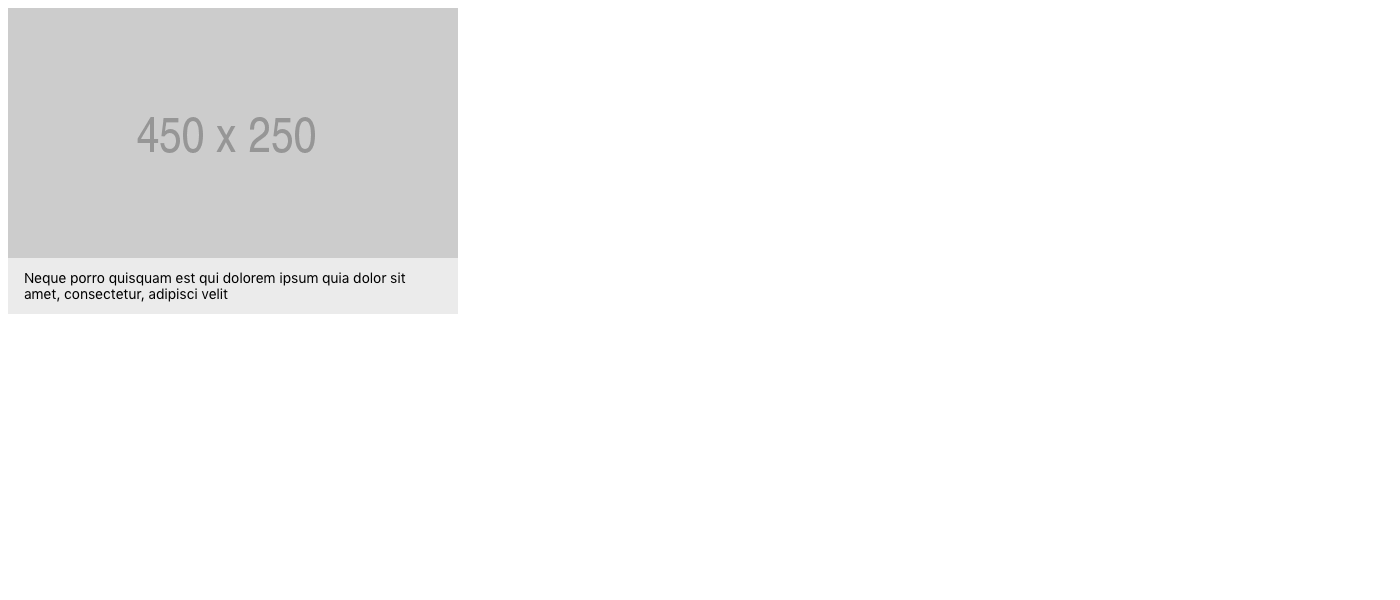 450 x 250
Neque porro quisquam est qui dolorem ipsum quia dolor sit
amet, consectetur, adipisci velit